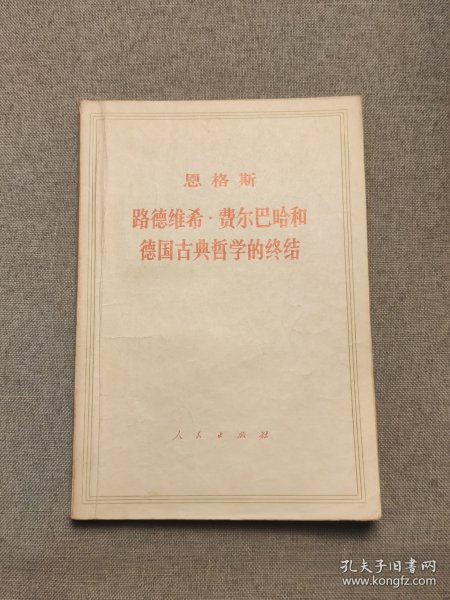 恩格斯
路德维希·费尔巴哈和
德国古典哲学的终结
人民出版社
孔夫子旧书网
www.kongfz.com